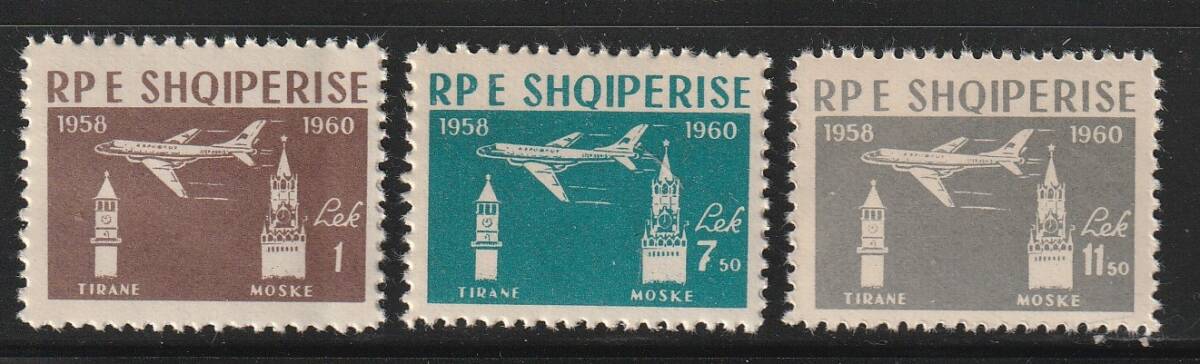 RP E SHQIPERISE
1958 1960
Lek
1
TIRANE MOSKE
RP E SHQIPERISE
1958 1960
Lek
7 50
TIRANE MOSKE
RP E SHQIPERISE
1958 1960
Lek
11 50
TIRANE MOSKE